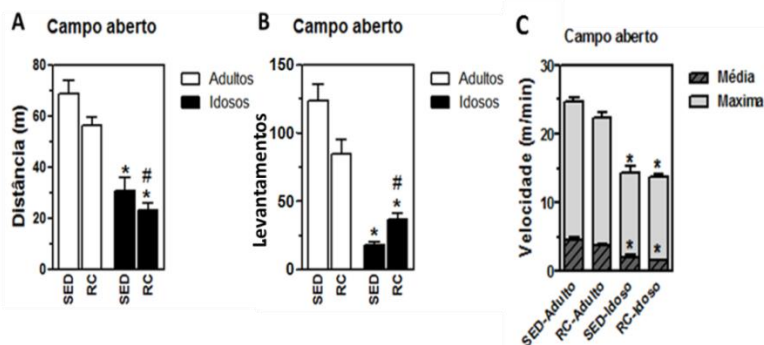 A
Campo aberto
Distância (m)
80
60
40
20
0
*
#
*
SED
RC
SED
RC
Adultos
Idosos
B
Campo aberto
Levantamentos
150
100
50
0
*
#
*
SED
RC
SED
RC
Adultos
Idosos
C
Campo aberto
Velocidade (m/min)
30
20
10
0
*
*
*
*
SED-Adulto
RC-Adulto
SED-Idoso
RC-Idoso
Média
Maxima